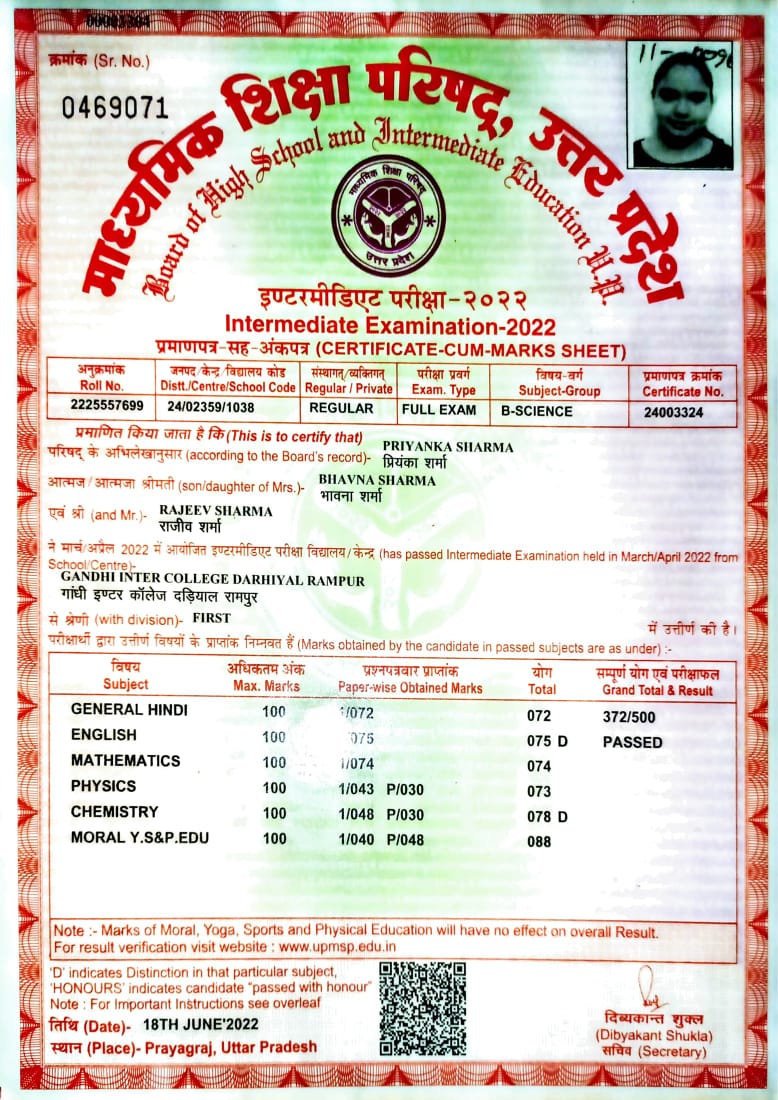 00003304
क्रमांक (Sr. No.)
0469071
माध्यमिक शिक्षा परिषद्, उत्तर प्रदेश
Board of High School and Intermediate Education U.P.
माध्यमिक शिक्षा परिषद्
उत्तर प्रदेश
इण्टरमीडिएट परीक्षा-२०२२
Intermediate Examination-2022
प्रमाणपत्र-सह-अंकपत्र (CERTIFICATE-CUM-MARKS SHEET)
अनुक्रमांक जनपद/केन्द्र/विद्यालय कोड संस्थागत्/व्यक्तिगत् परीक्षा प्रवर्ग विषय-वर्ग प्रमाणपत्र क्रमांक
Roll No. Distt./Centre/School Code Regular / Private Exam. Type Subject-Group Certificate No.
2225557699 24/02359/1038 REGULAR FULL EXAM B-SCIENCE 24003324
प्रमाणित किया जाता है कि (This is to certify that)
परिषद् के अभिलेखानुसार (according to the Board's record)- PRIYANKA SHARMA
प्रियंका शर्मा
आत्मज/आत्मजा श्रीमती (son/daughter of Mrs.)- BHAVNA SHARMA
भावना शर्मा
एवं श्री (and Mr.)- RAJEEV SHARMA
राजीव शर्मा
ने मार्च/अप्रैल 2022 में आयोजित इण्टरमीडिएट परीक्षा विद्यालय/केन्द्र (has passed Intermediate Examination held in March/April 2022 from
School/Centre)-
GANDHI INTER COLLEGE DARHIYAL RAMPUR
गांधी इण्टर कॉलेज दड़ियाल रामपुर
से श्रेणी (with division)- FIRST में उत्तीर्ण की है।
परीक्षार्थी द्वारा उत्तीर्ण विषयों के प्राप्तांक निम्नवत हैं (Marks obtained by the candidate in passed subjects are as under) :-
विषय अधिकतम अंक प्रश्नपत्रवार प्राप्तांक योग सम्पूर्ण योग एवं परीक्षाफल
Subject Max. Marks Paper-wise Obtained Marks Total Grand Total & Result
GENERAL HINDI 100 1/072 072 372/500
ENGLISH 100 075 075 D PASSED
MATHEMATICS 100 1/074 074
PHYSICS 100 1/043 P/030 073
CHEMISTRY 100 1/048 P/030 078 D
MORAL Y.S&P.EDU 100 1/040 P/048 088
Note :- Marks of Moral, Yoga, Sports and Physical Education will have no effect on overall Result.
For result verification visit website : www.upmsp.edu.in
'D' indicates Distinction in that particular subject,
'HONOURS' indicates candidate "passed with honour"
Note : For Important Instructions see overleaf
तिथि (Date)- 18TH JUNE'2022
स्थान (Place)- Prayagraj, Uttar Pradesh
दिब्यकान्त शुक्ल
(Dibyakant Shukla)
सचिव (Secretary)